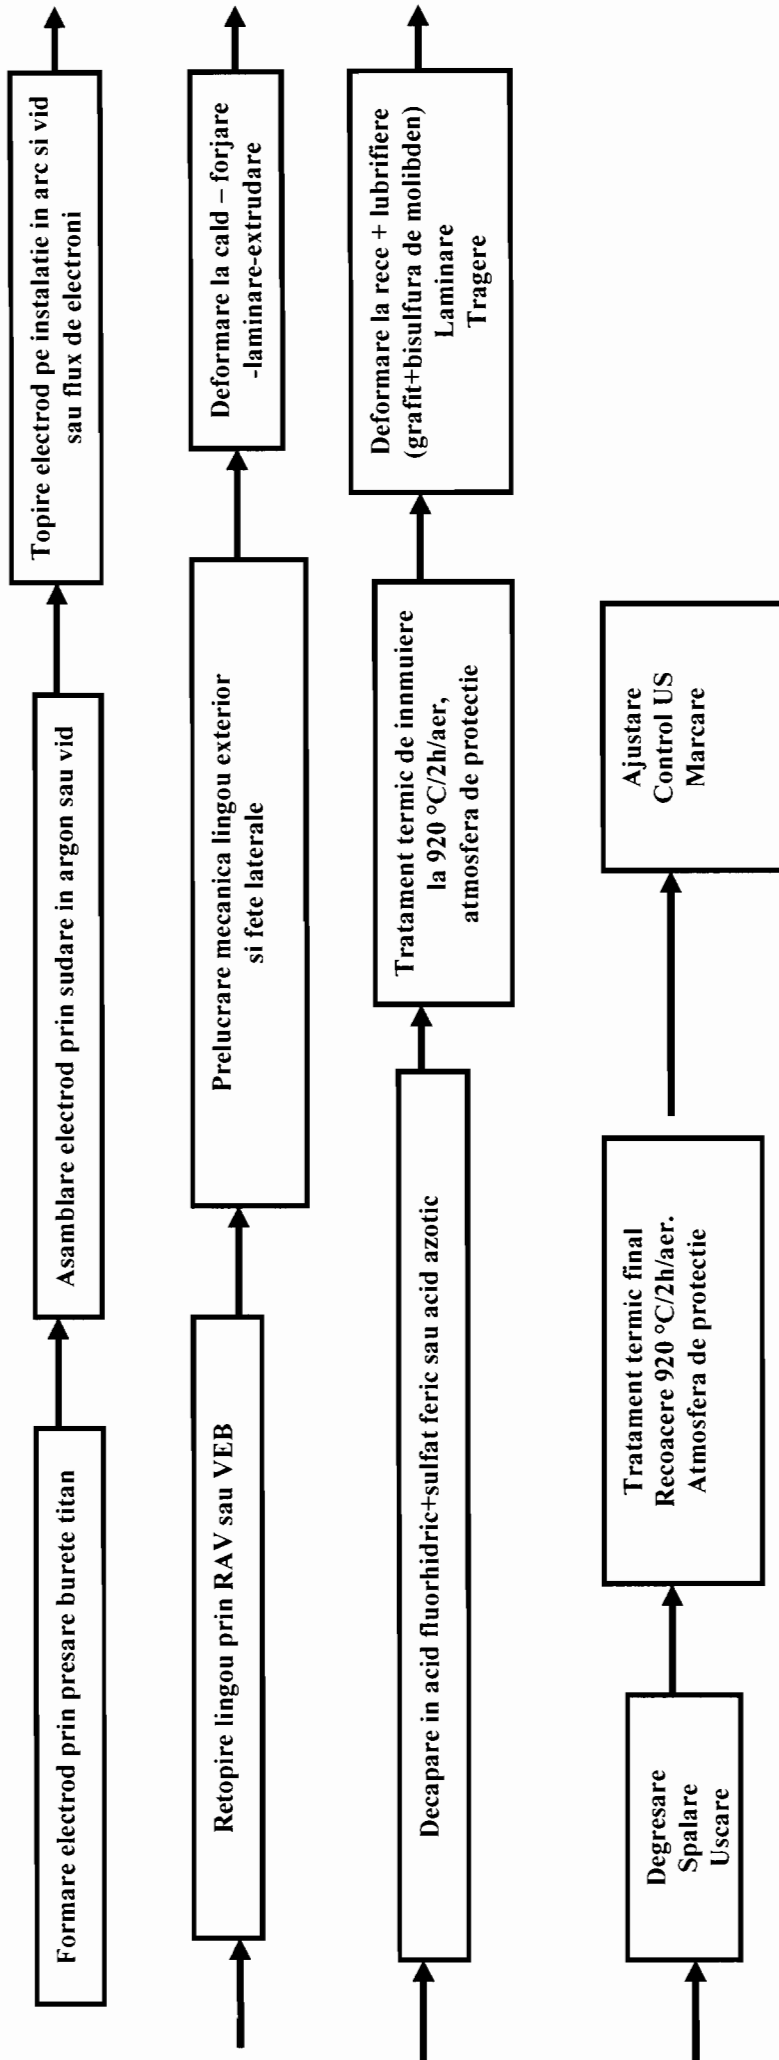 Formare electrod prin presare burete titan
Asamblare electrod prin sudare in argon sau vid
Topire electrod pe instalatie in arc si vid
sau flux de electroni
Retopire lingou prin RAV sau VEB
Prelucrare mecanica lingou exterior
si fete laterale
Deformare la cald – forjare
-laminare-extrudare
Decapare in acid fluorhidric+sulfat feric sau acid azotic
Tratament termic de innmuiere
la 920 °C/2h/aer,
atmosfera de protectie
Deformare la rece + lubrifiere
(grafit+bisulfura de molibden)
Laminare
Tragere
Degresare
Spalare
Uscare
Tratament termic final
Recoacere 920 °C/2h/aer.
Atmosfera de protectie
Ajustare
Control US
Marcare